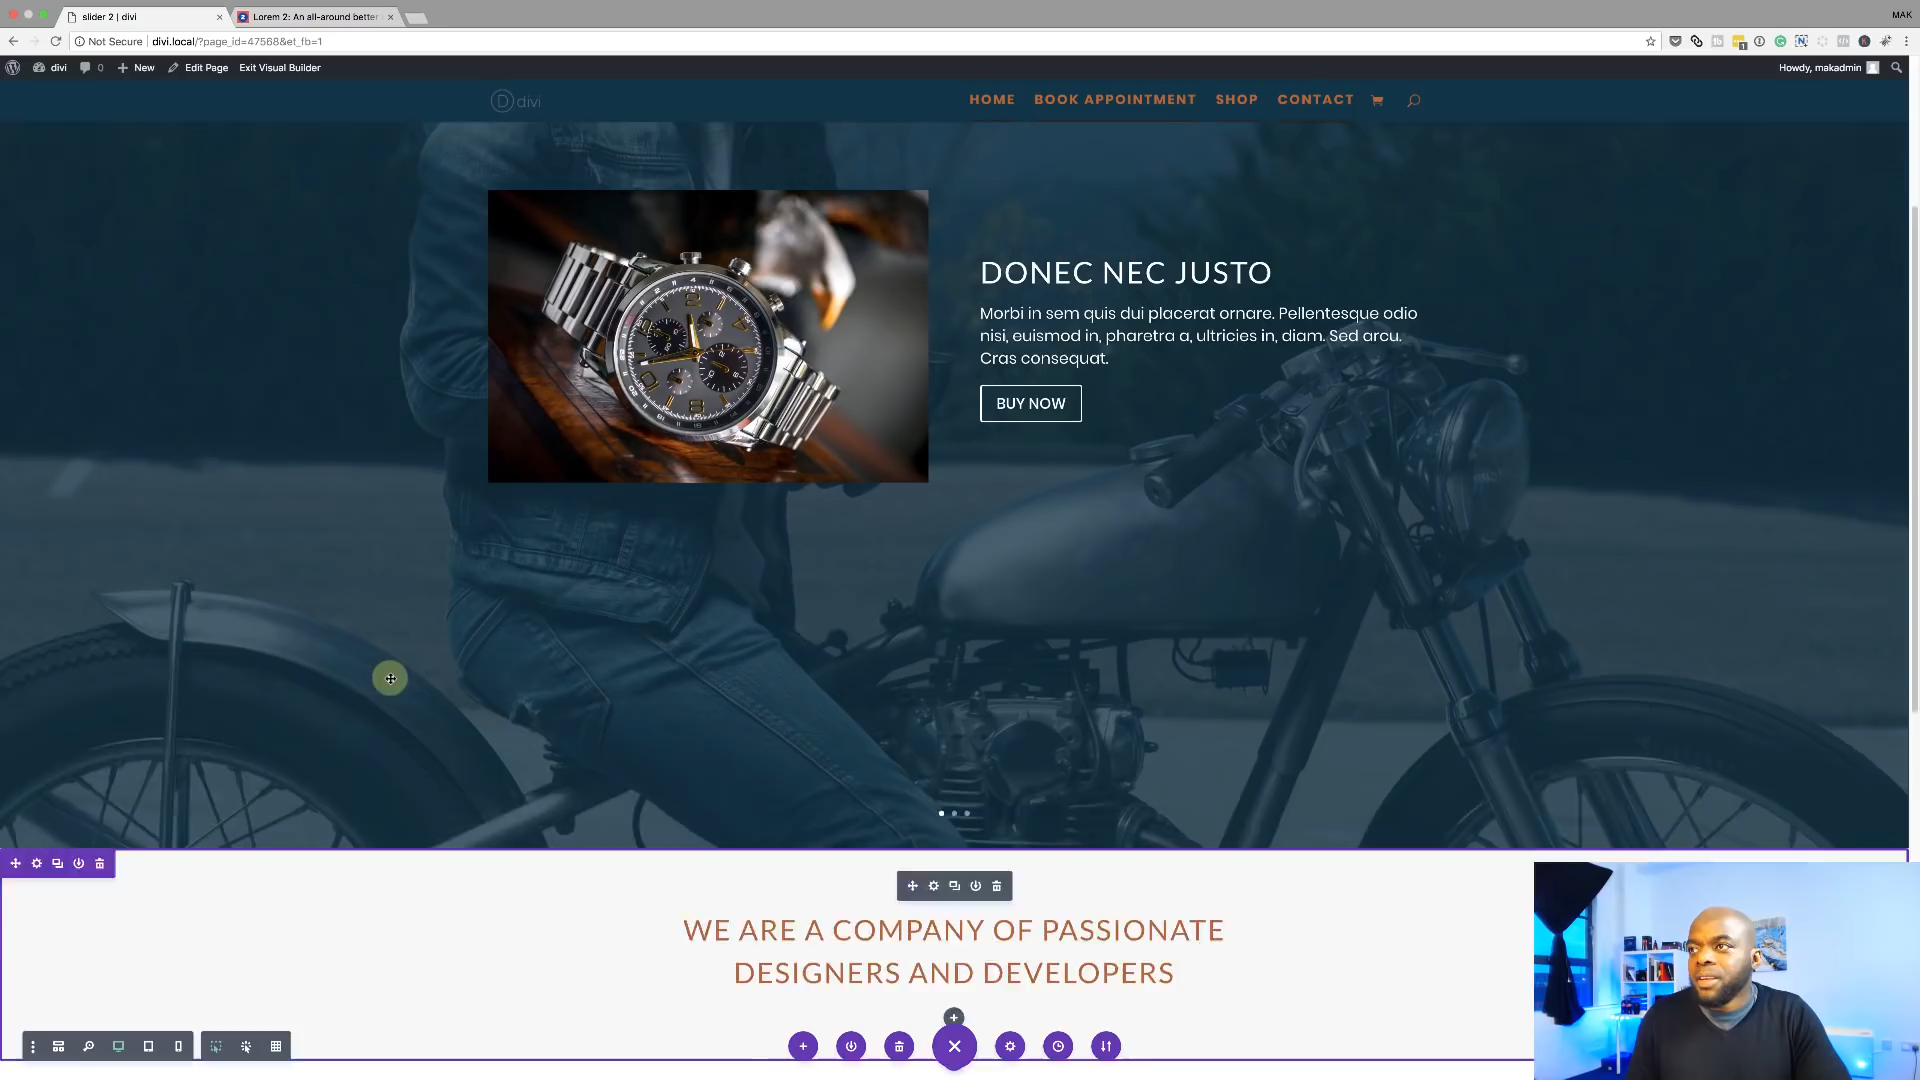 slider 2 | divi
Lorem 2: An all-around better
MAK
Not Secure
divi.local/?page_id=47568&et_fb=1
divi
0
New
Edit Page
Exit Visual Builder
Howdy, makadmin
D divi
HOME
BOOK APPOINTMENT
SHOP
CONTACT
DONEC NEC JUSTO
Morbi in sem quis dui placerat ornare. Pellentesque odio
nisi, euismod in, pharetra a, ultricies in, diam. Sed arcu.
Cras consequat.
BUY NOW
WE ARE A COMPANY OF PASSIONATE
DESIGNERS AND DEVELOPERS